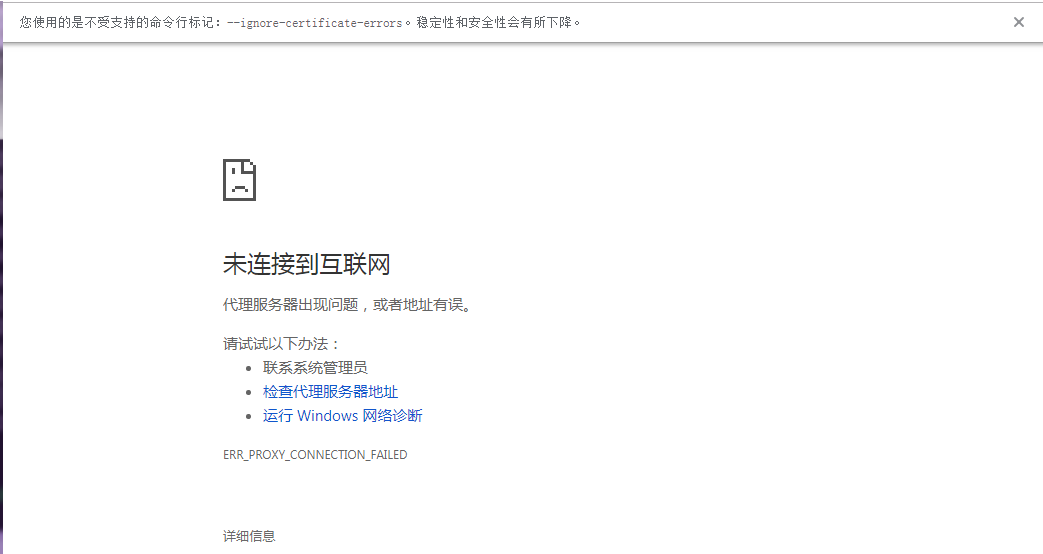 您使用的是不受支持的命令行标记：--ignore-certificate-errors。稳定性和安全性会有所下降。
未连接到互联网
代理服务器出现问题，或者地址有误。
请试试以下办法：
联系系统管理员
检查代理服务器地址
运行 Windows 网络诊断
ERR_PROXY_CONNECTION_FAILED
详细信息